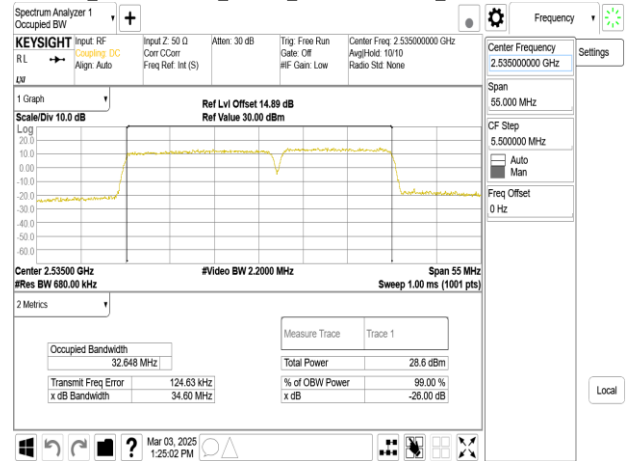 Spectrum Analyzer 1
Occupied BW
+
Frequency
KEYSIGHT
RL
LXI
Input: RF
Coupling: DC
Align: Auto
Input Z: 50 Ω
Corr CCorr
Freq Ref: Int (S)
Atten: 30 dB
Trig: Free Run
Gate: Off
#IF Gain: Low
Center Freq: 2.535000000 GHz
Avg|Hold: 10/10
Radio Std: None
Center Frequency
2.535000000 GHz
Settings
Span
55.000 MHz
CF Step
5.500000 MHz
Auto
Man
Freq Offset
0 Hz
1 Graph
Scale/Div 10.0 dB
Ref Lvl Offset 14.89 dB
Ref Value 30.00 dBm
Log
20.0
10.0
0.00
-10.0
-20.0
-30.0
-40.0
-50.0
-60.0
Center 2.53500 GHz
#Res BW 680.00 kHz
#Video BW 2.2000 MHz
Span 55 MHz
Sweep 1.00 ms (1001 pts)
2 Metrics
Measure Trace Trace 1
Occupied Bandwidth
32.648 MHz
Total Power 28.6 dBm
Transmit Freq Error 124.63 kHz
% of OBW Power 99.00 %
x dB Bandwidth 34.60 MHz
x dB -26.00 dB
Local
?
Mar 03, 2025
1:25:02 PM